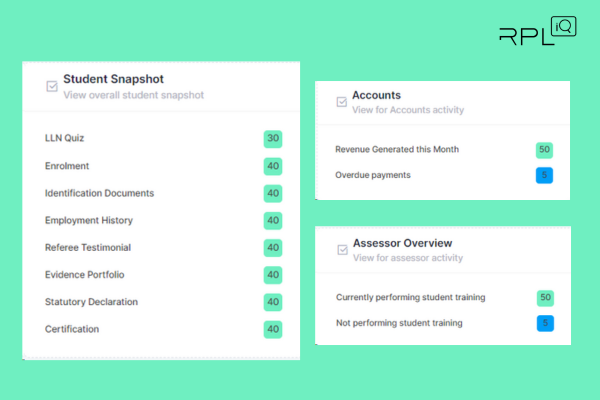 RPL iQ
Student Snapshot
View overall student snapshot
LLN Quiz 30
Enrolment 40
Identification Documents 40
Employment History 40
Referee Testimonial 40
Evidence Portfolio 40
Statutory Declaration 40
Certification 40
Accounts
View for Accounts activity
Revenue Generated this Month 50
Overdue payments 5
Assessor Overview
View for assessor activity
Currently performing student training 50
Not performing student training 5